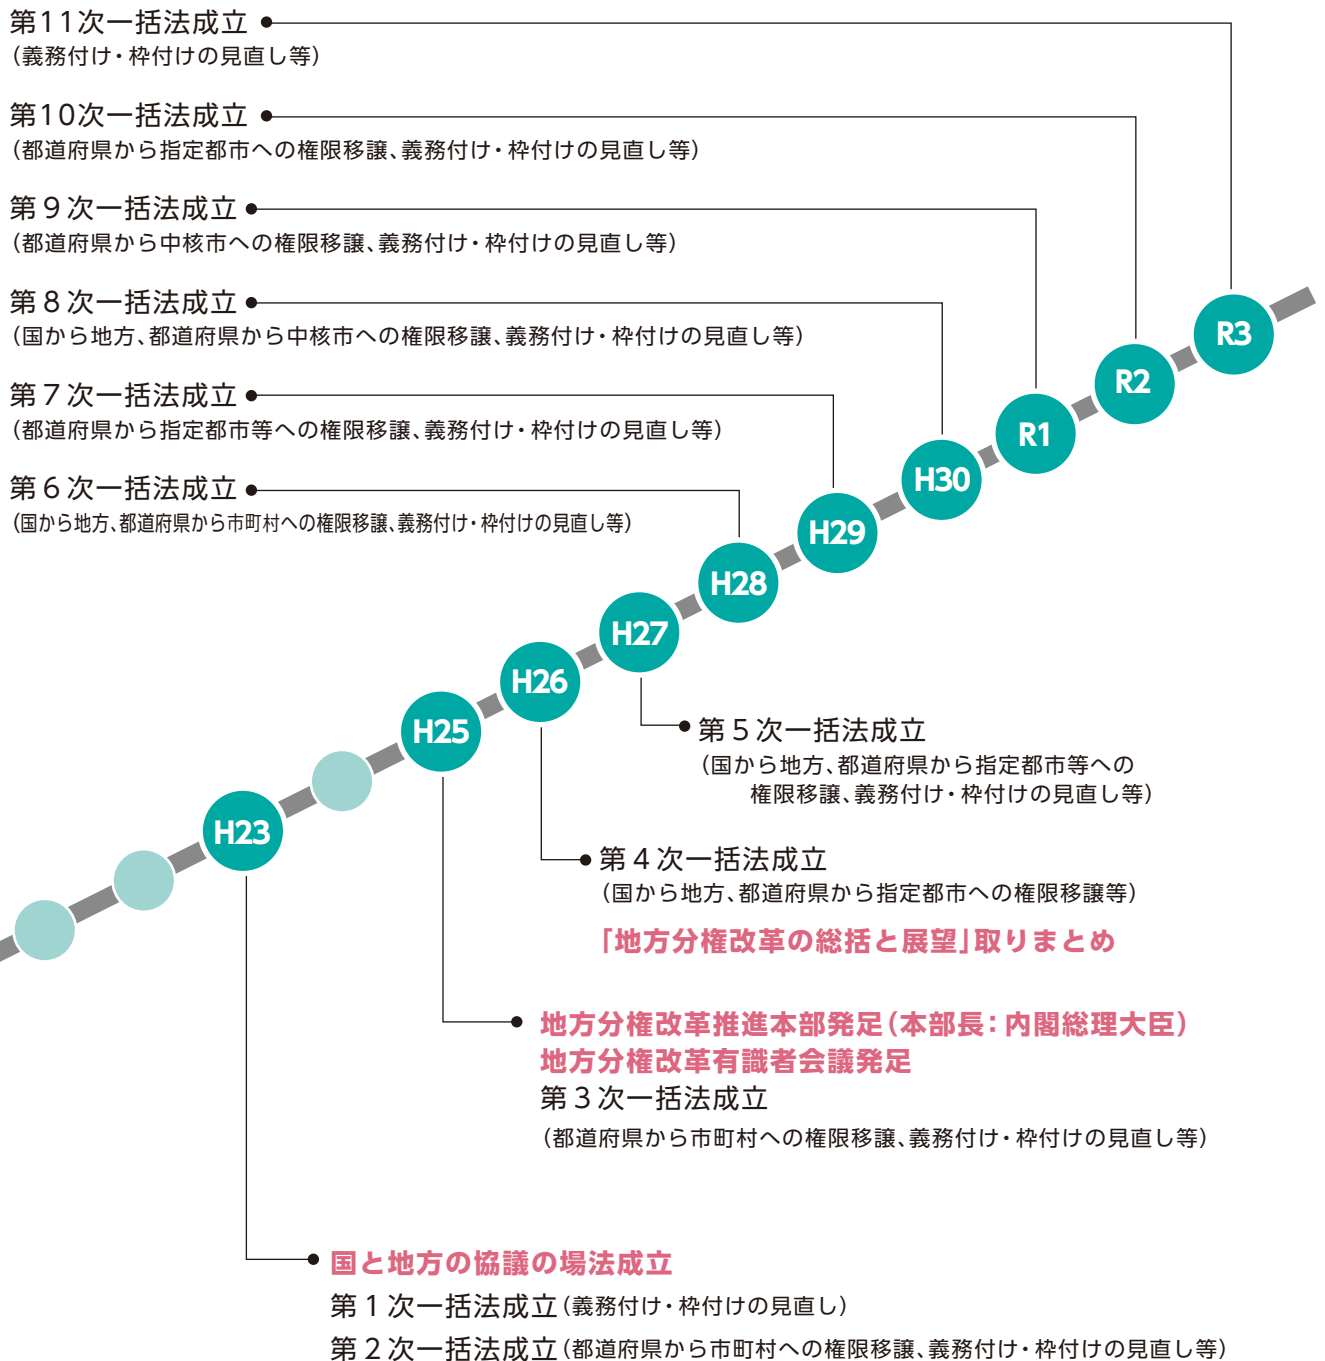 第11次一括法成立
（義務付け・枠付けの見直し等）
第10次一括法成立
（都道府県から指定都市への権限移譲、義務付け・枠付けの見直し等）
第９次一括法成立
（都道府県から中核市への権限移譲、義務付け・枠付けの見直し等）
第８次一括法成立
（国から地方、都道府県から中核市への権限移譲、義務付け・枠付けの見直し等）
第７次一括法成立
（都道府県から指定都市等への権限移譲、義務付け・枠付けの見直し等）
第６次一括法成立
（国から地方、都道府県から市町村への権限移譲、義務付け・枠付けの見直し等）
R3
R2
R1
H30
H29
H28
H27
H26
H25
H23
第５次一括法成立
（国から地方、都道府県から指定都市等への
権限移譲、義務付け・枠付けの見直し等）
第４次一括法成立
（国から地方、都道府県から指定都市への権限移譲等）
「地方分権改革の総括と展望」取りまとめ
地方分権改革推進本部発足（本部長：内閣総理大臣）
地方分権改革有識者会議発足
第３次一括法成立
（都道府県から市町村への権限移譲、義務付け・枠付けの見直し等）
国と地方の協議の場法成立
第１次一括法成立（義務付け・枠付けの見直し）
第２次一括法成立（都道府県から市町村への権限移譲、義務付け・枠付けの見直し等）